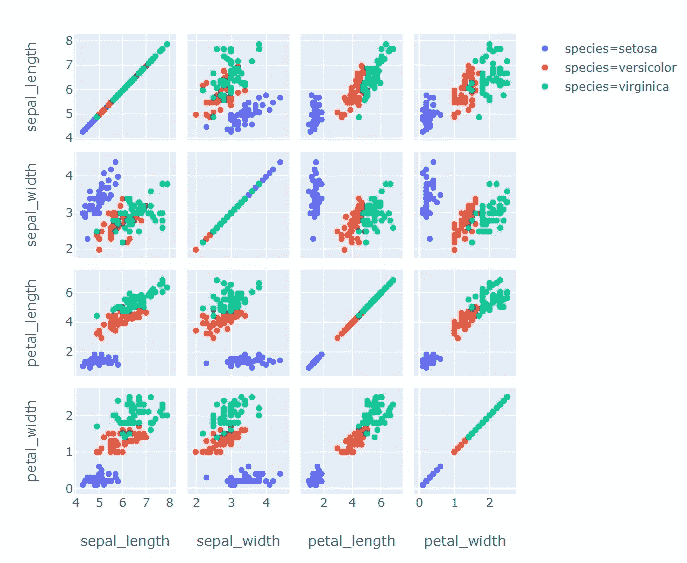 species=setosa
species=versicolor
species=virginica
sepal_length
8
7
6
5
4
sepal_width
4
3
2
petal_length
6
4
2
petal_width
2
1
0
4 5 6 7 8 2 3 4 2 4 6 0 1 2
sepal_length sepal_width petal_length petal_width